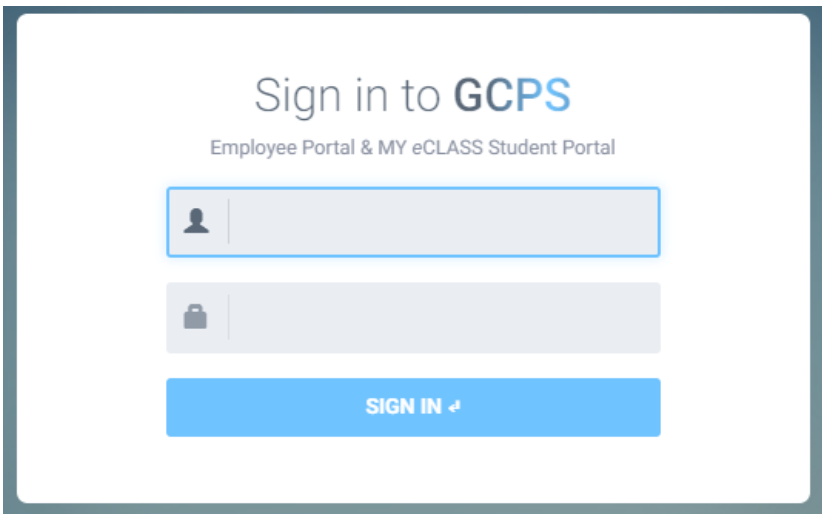 Sign in to GCPS
Employee Portal & MY eCLASS Student Portal
SIGN IN